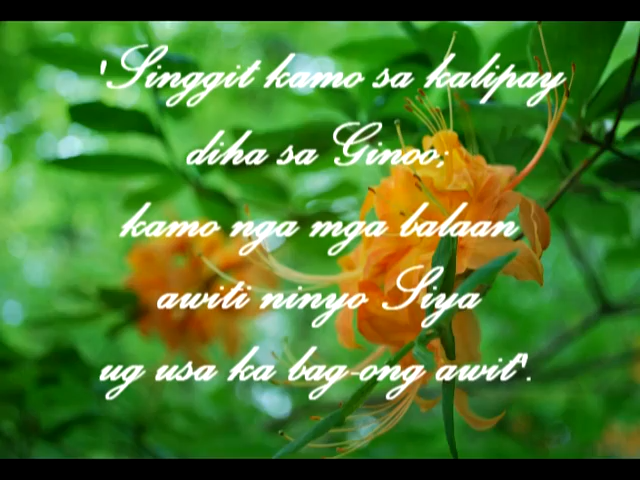 'Singgit kamo sa kalipay
diha sa Ginoo;
kamo nga mga balaan
awiti ninyo Siya
ug usa ka bag-ong awit'.